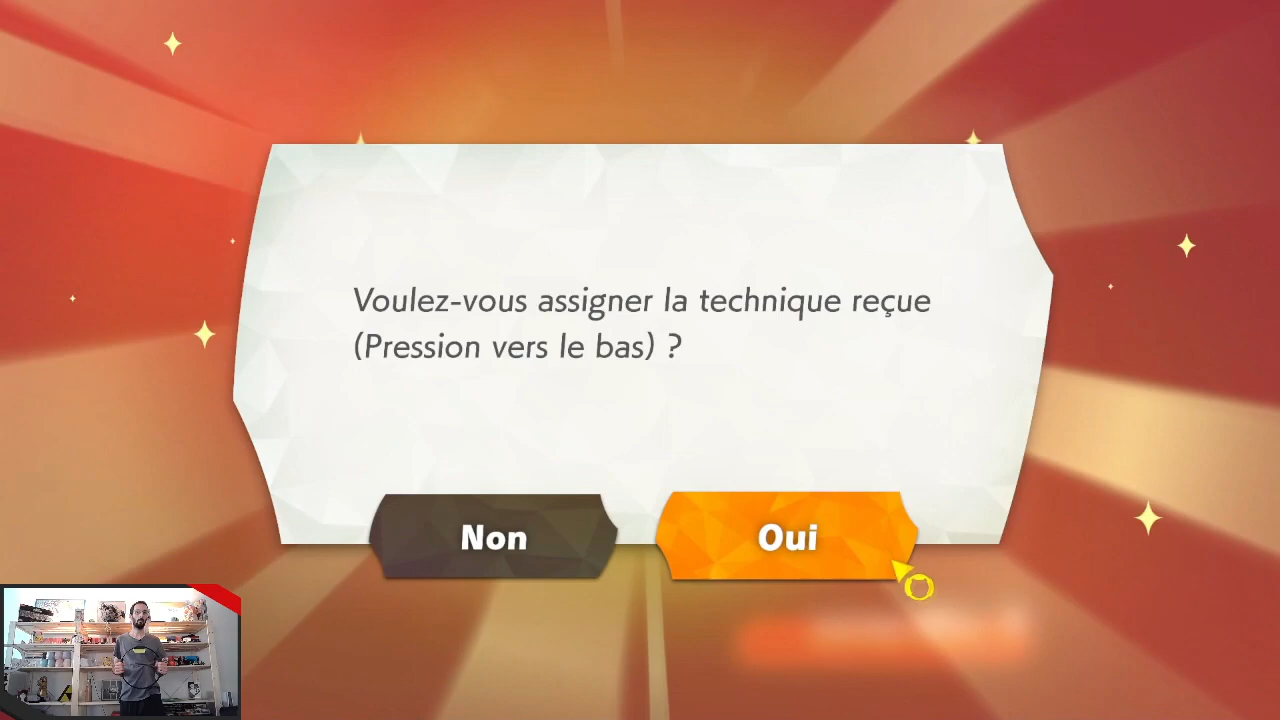 Voulez-vous assigner la technique reçue
(Pression vers le bas) ?
Non
Oui